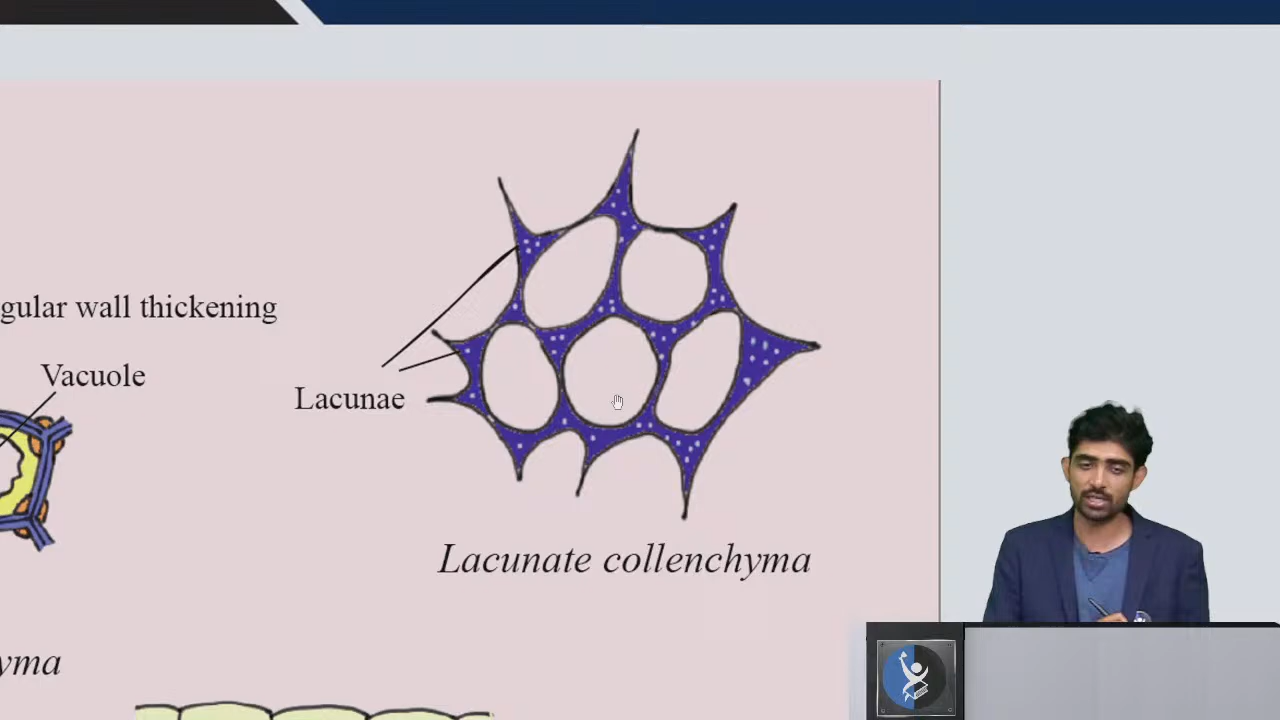 gular wall thickening
Vacuole
Lacunae
Lacunate collenchyma
yma